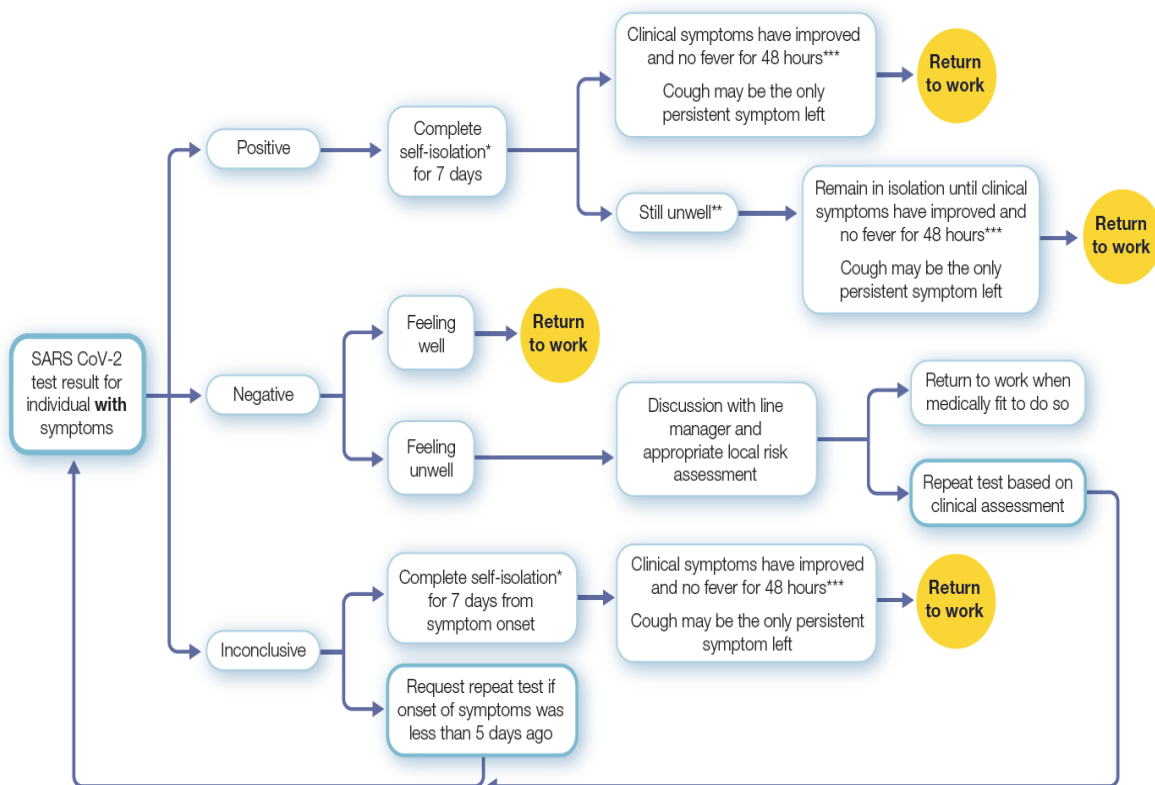 Clinical symptoms have improved
and no fever for 48 hours***
Cough may be the only
persistent symptom left
Return
to work
Positive
Complete
self-isolation*
for 7 days
Still unwell**
Remain in isolation until clinical
symptoms have improved and
no fever for 48 hours***
Cough may be the only
persistent symptom left
Return
to work
SARS CoV-2
test result for
individual with
symptoms
Negative
Feeling
well
Return
to work
Feeling
unwell
Discussion with line
manager and
appropriate local risk
assessment
Return to work when
medically fit to do so
Repeat test based on
clinical assessment
Inconclusive
Complete self-isolation*
for 7 days from
symptom onset
Clinical symptoms have improved
and no fever for 48 hours***
Cough may be the only persistent
symptom left
Return
to work
Request repeat test if
onset of symptoms was
less than 5 days ago